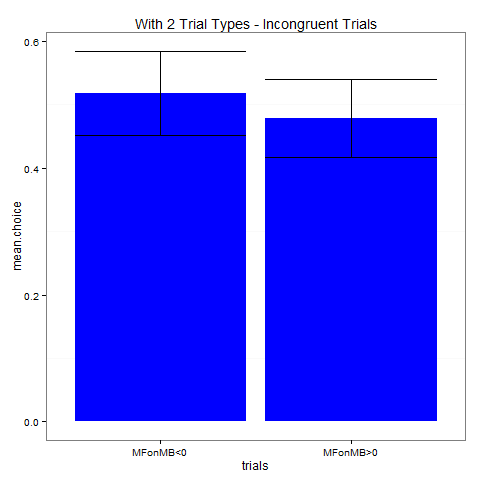 With 2 Trial Types - Incongruent Trials
0.6
0.4
0.2
0.0
mean.choice
MFonMB<0 MFonMB>0
trials